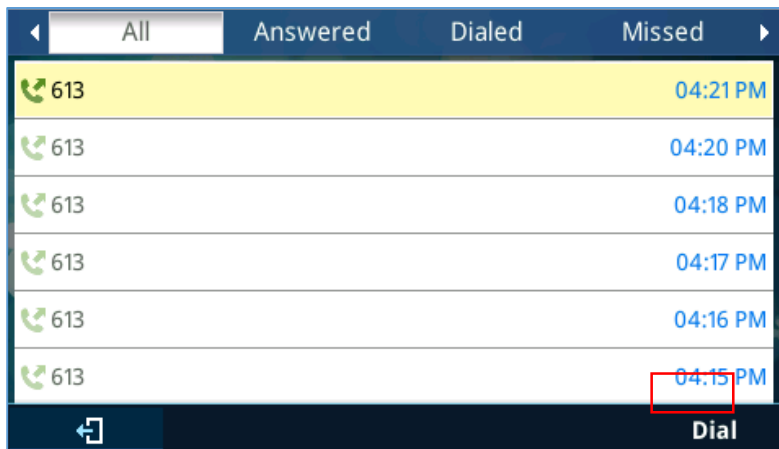 All Answered Dialed Missed
613 04:21 PM
613 04:20 PM
613 04:18 PM
613 04:17 PM
613 04:16 PM
613 04:15 PM
Dial